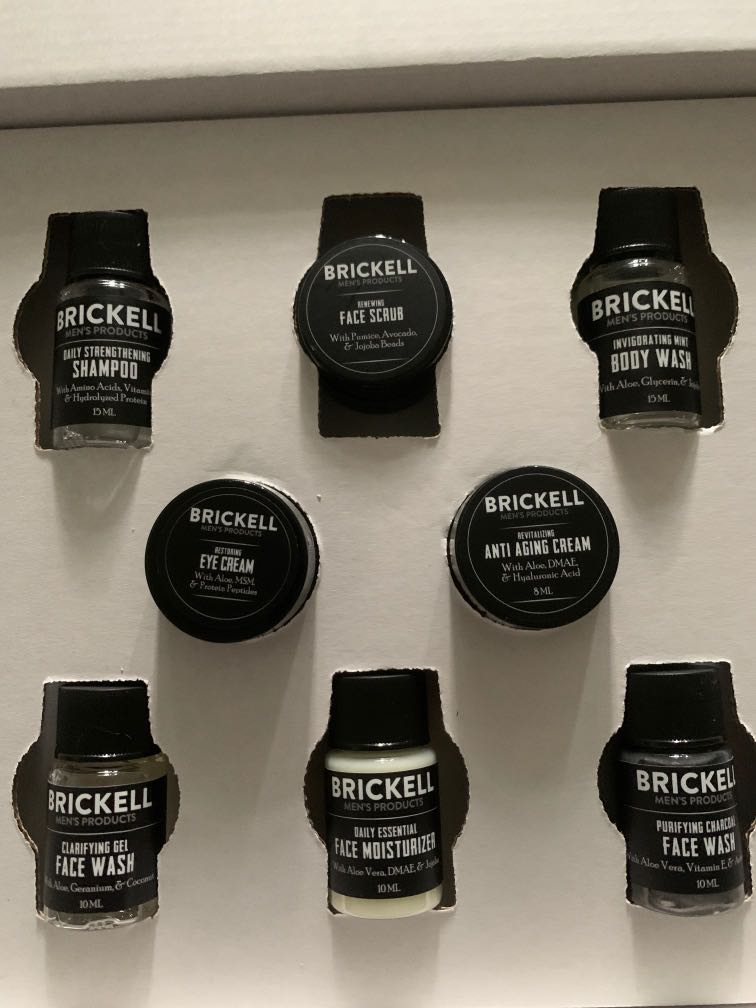 BRICKELL
MEN'S PRODUCTS
DAILY STRENGTHENING
SHAMPOO
With Amino Acids,
& Hydrolyzed
15 ML
BRICKELL
MEN'S PRODUCTS
RENEWING
FACE SCRUB
With Pumice, Avocado,
& Jojoba Beads
BRICKELL
MEN'S PRODUCTS
INVIGORATING MINT
BODY WASH
With Aloe, Glycerin, &
15 ML
BRICKELL
MEN'S PRODUCTS
RESTORING
EYE CREAM
With Aloe, MSM,
& Protein Peptides
BRICKELL
MEN'S PRODUCTS
REVITALIZING
ANTI AGING CREAM
With Aloe, DMAE,
& Hyaluronic Acid
8 ML
BRICKELL
MEN'S PRODUCTS
CLARIFYING GEL
FACE WASH
Aloe, Geranium, & Coconut
10 ML
BRICKELL
MEN'S PRODUCTS
DAILY ESSENTIAL
FACE MOISTURIZER
With Aloe Vera, DMAE, & Jojoba
10 ML
BRICKELL
MEN'S PRODUCTS
PURIFYING CHARCOAL
FACE WASH
With Aloe Vera, Vitamin E, &
10 ML